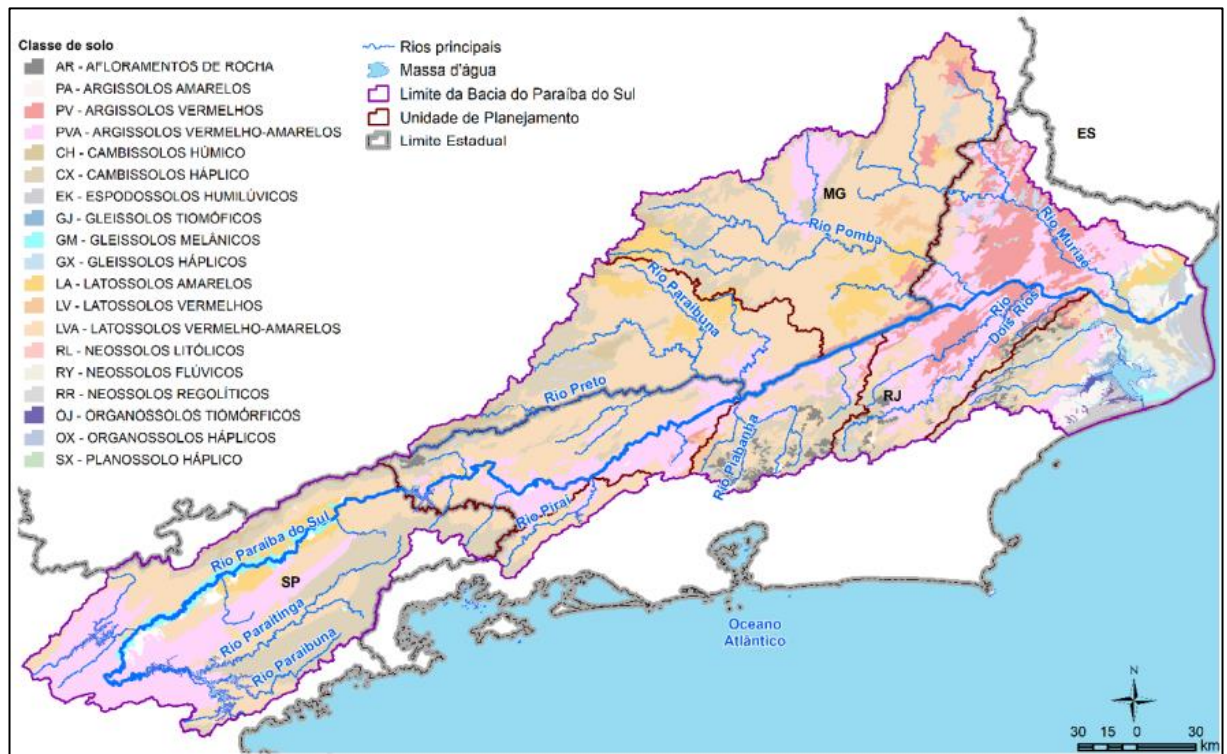 Classe de solo
AR - AFLORAMENTOS DE ROCHA
PA - ARGISSOLOS AMARELOS
PV - ARGISSOLOS VERMELHOS
PVA - ARGISSOLOS VERMELHO-AMARELOS
CH - CAMBISSOLOS HÚMICO
CX - CAMBISSOLOS HÁPLICO
EK - ESPODOSSOLOS HUMILÚVICOS
GJ - GLEISSOLOS TIOMÓFICOS
GM - GLEISSOLOS MELÂNICOS
GX - GLEISSOLOS HÁPLICOS
LA - LATOSSOLOS AMARELOS
LV - LATOSSOLOS VERMELHOS
LVA - LATOSSOLOS VERMELHO-AMARELOS
RL - NEOSSOLOS LITÓLICOS
RY - NEOSSOLOS FLÚVICOS
RR - NEOSSOLOS REGOLÍTICOS
OJ - ORGANOSSOLOS TIOMÓRFICOS
OX - ORGANOSSOLOS HÁPLICOS
SX - PLANOSSOLO HÁPLICO
Rios principais
Massa d'água
Limite da Bacia do Paraíba do Sul
Unidade de Planejamento
Limite Estadual
ES
MG
Rio Muriaé
Rio Pomba
Rio Paraibuna
Rio
Dois Rios
Rio Preto
RJ
Rio Piabanha
Rio Piraí
Rio Paraíba do Sul
SP
Rio Paraitinga
Rio Paraibuna
Oceano
Atlântico
N
30 15 0 30
km